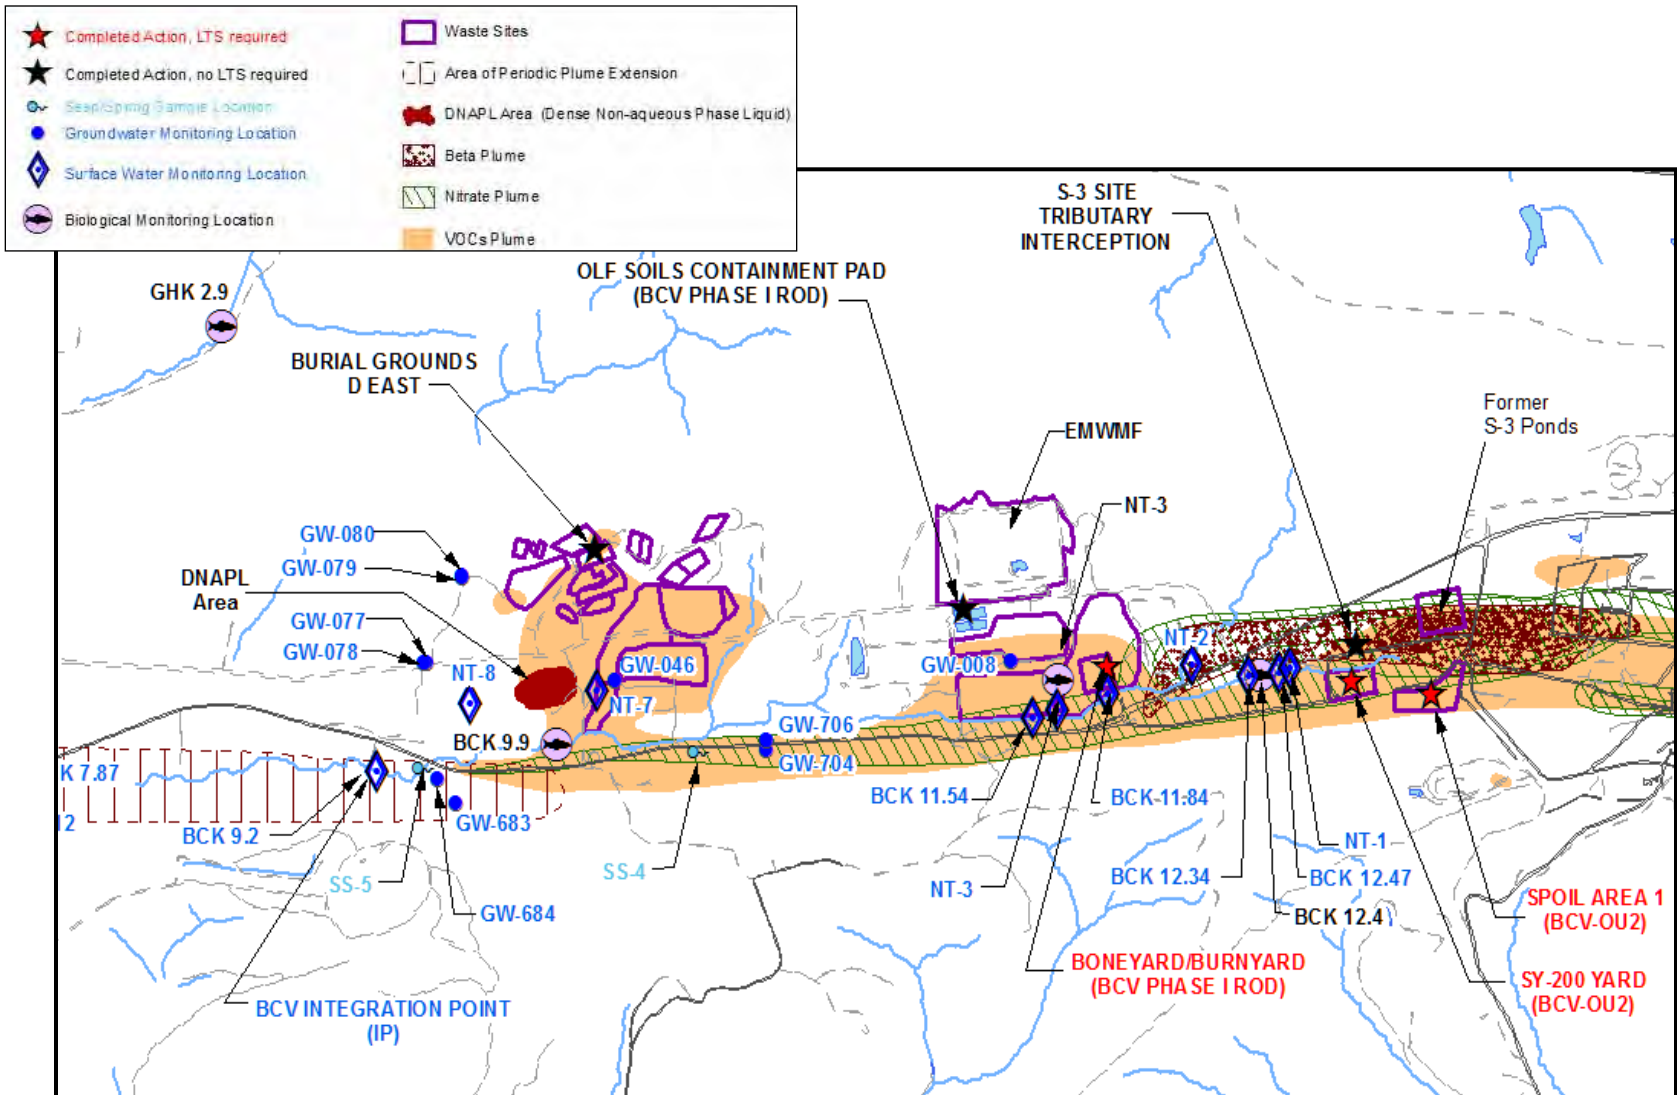 Completed Action, LTS required
Completed Action, no LTS required
Seep/Spring Sample Location
Groundwater Monitoring Location
Surface Water Monitoring Location
Biological Monitoring Location
Waste Sites
Area of Periodic Plume Extension
DNAPL Area (Dense Non-aqueous Phase Liquid)
Beta Plume
Nitrate Plume
VOCs Plume
S-3 SITE
TRIBUTARY
INTERCEPTION
OLF SOILS CONTAINMENT PAD
(BCV PHASE I ROD)
GHK 2.9
BURIAL GROUNDS
D EAST
Former
S-3 Ponds
EMWMF
NT-3
GW-080
GW-079
DNAPL
Area
GW-077
GW-078
NT-8
GW-046
NT-7
GW-008
NT-2
BCK 9.9
GW-706
GW-704
K 7.87
12
BCK 9.2
GW-683
SS-5
GW-684
SS-4
BCK 11.54
BCK 11.84
NT-3
NT-1
BCK 12.34
BCK 12.47
BCK 12.4
SPOIL AREA 1
(BCV-OU2)
BONEYARD/BURNYARD
(BCV PHASE I ROD)
SY-200 YARD
(BCV-OU2)
BCV INTEGRATION POINT
(IP)